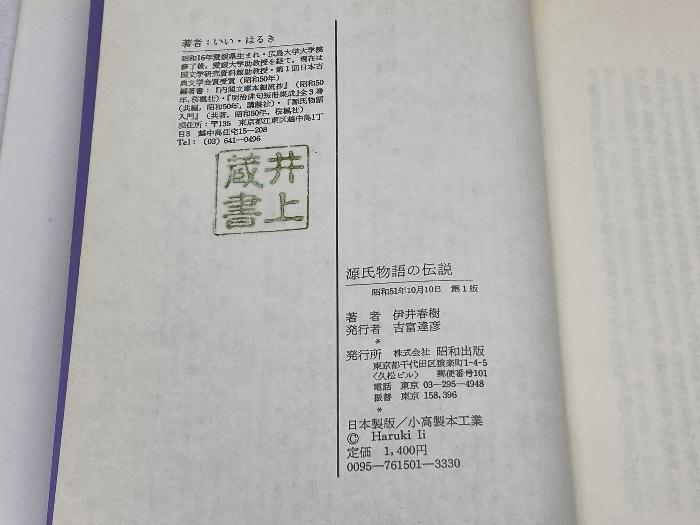 著者：いい・はるき
昭和16年愛媛県生まれ・広島大学大学院
修了後，愛媛大学助教授を経て，現在は
国文学研究資料館助教授・第1回日本古
典文学会賞受賞（昭和50年）
編著書：『内閣文庫本細流抄』（昭和50
年，桜楓社）・『明治俳句短冊集成』全3巻
（共編，昭和50年，講談社）・『源氏物語
入門』（共著，昭和50年，桜楓社）
現住所：〒135 東京都江東区越中島1丁
目3 越中島住宅15—208
Tel：（03）641—0496
井上
蔵書
源氏物語の伝説
昭和51年10月10日 第1版
著者 伊井春樹
発行者 吉富達彦
*
発行所 株式会社 昭和出版
東京都千代田区猿楽町1-4-5
〈久松ビル〉 郵便番号101
電話 東京 03—295—4948
振替 東京 158,396
*
日本製版／小高製本工業
© Haruki Ii
定価 1,400円
0095—761501—3330